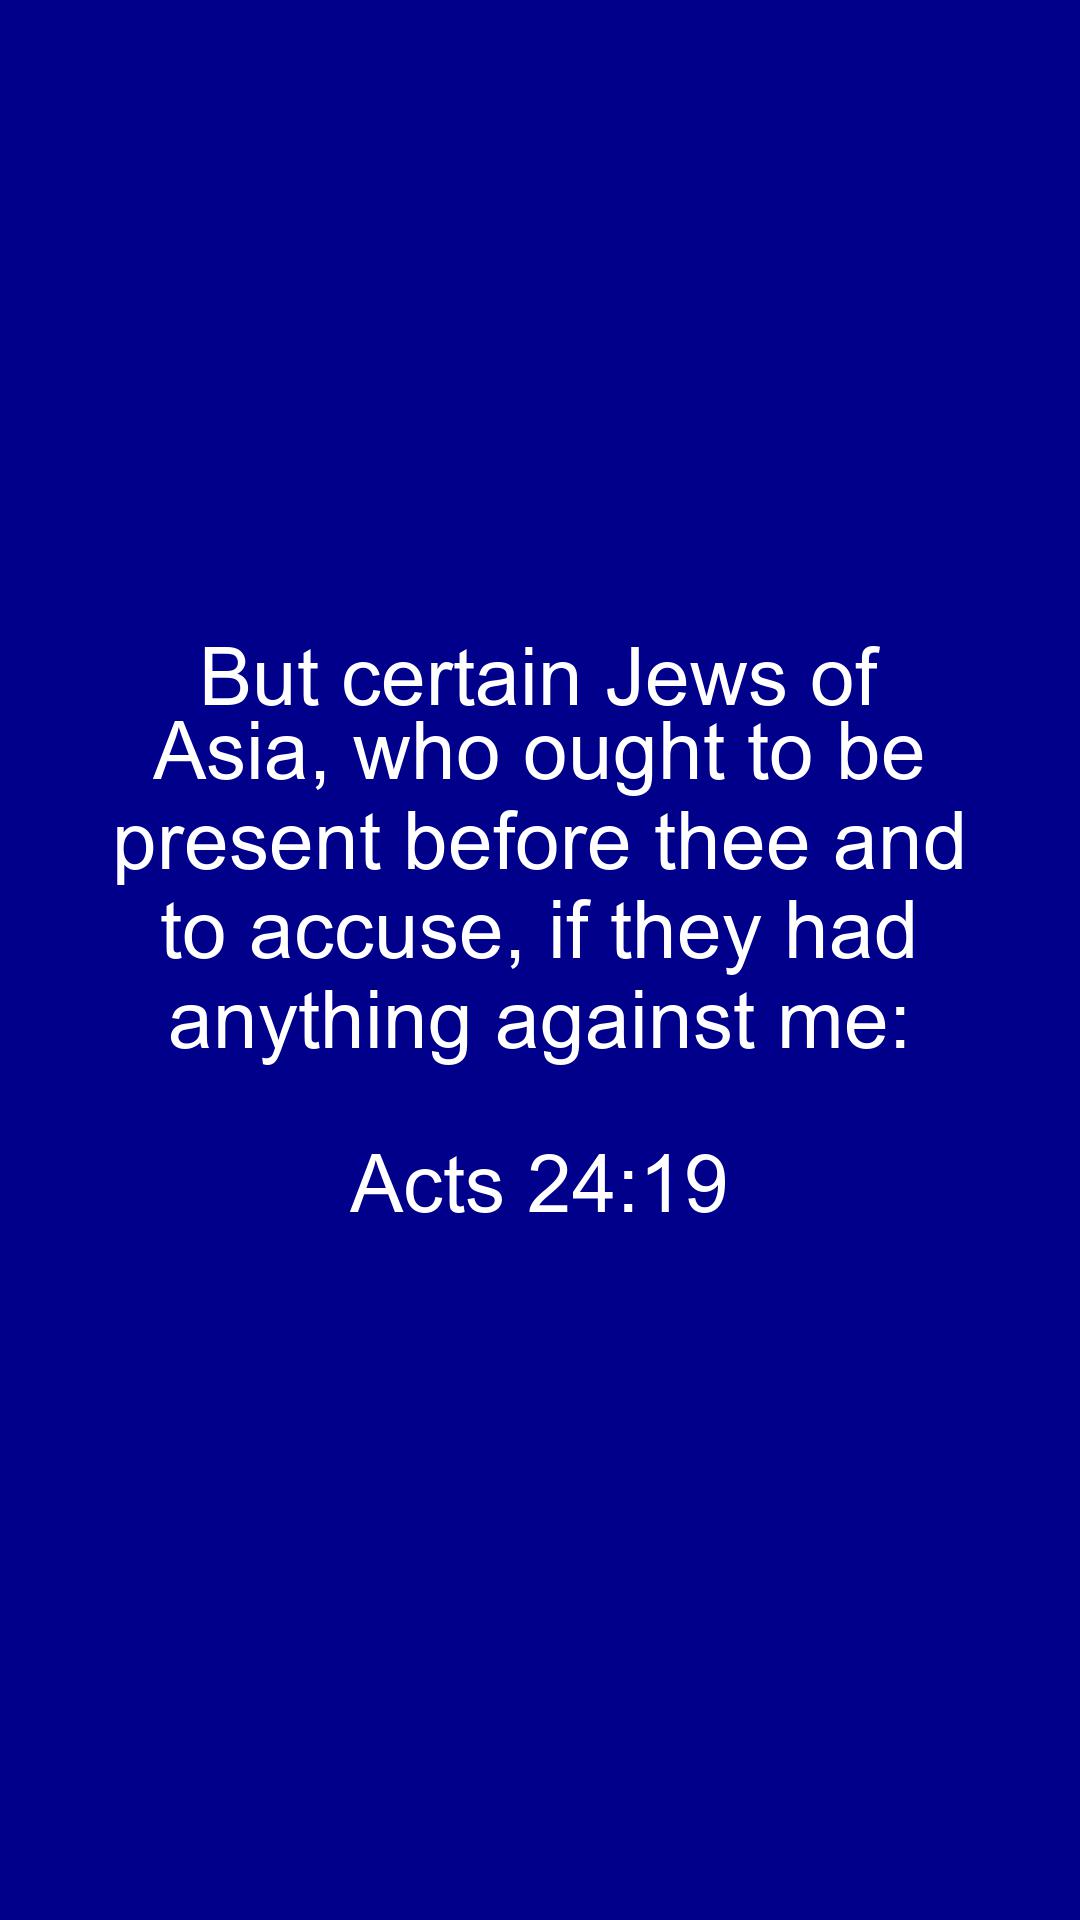 But certain Jews of
Asia, who ought to be
present before thee and
to accuse, if they had
anything against me:
Acts 24:19